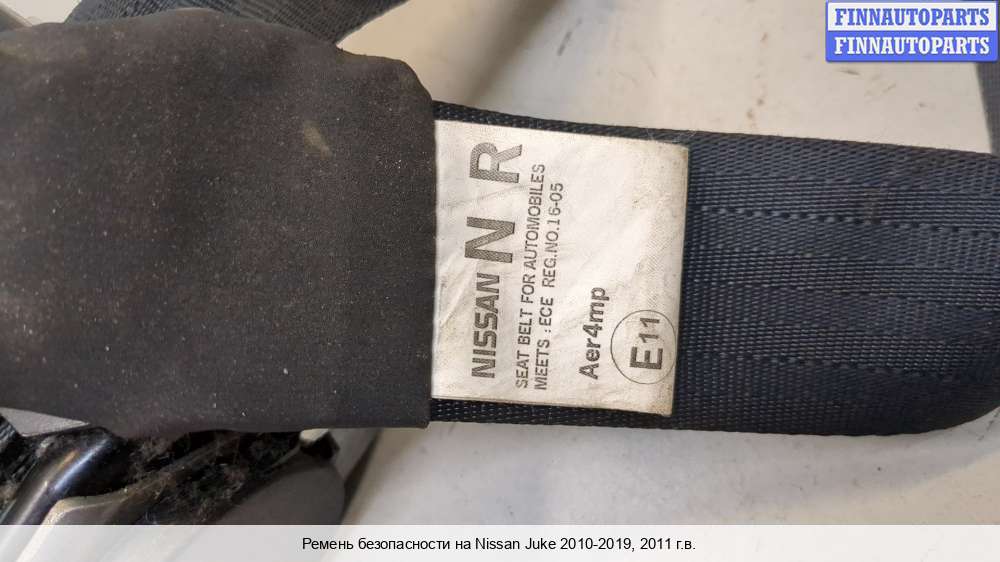 FINNAUTOPARTS
FINNAUTOPARTS
NISSAN N R
SEAT BELT FOR AUTOMOBILES
MEETS : ECE REG.NO.16-05
Aer4mp
E11
Ремень безопасности на Nissan Juke 2010-2019, 2011 г.в.